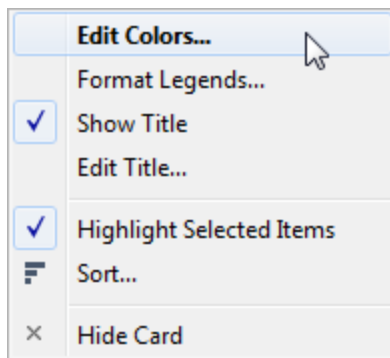 Edit Colors...
Format Legends...
Show Title
Edit Title...
Highlight Selected Items
Sort...
Hide Card